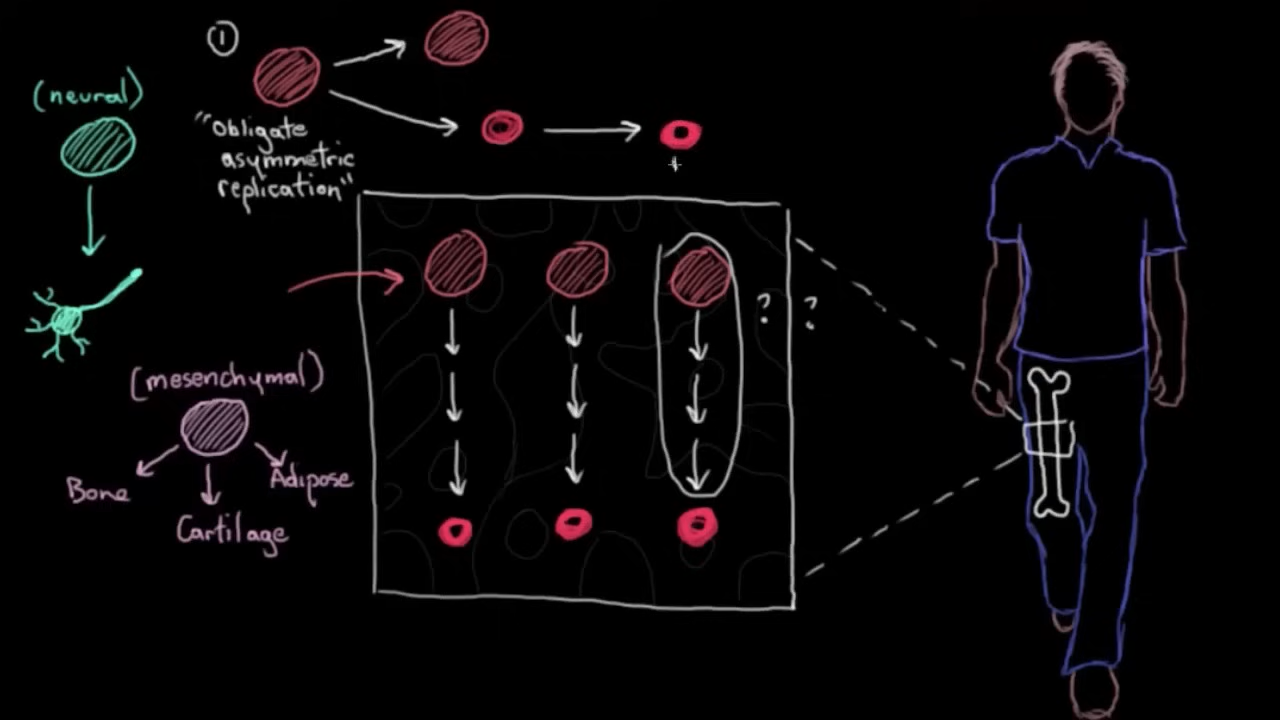 ①
(neural)
"Obligate
asymmetric
replication"
? ?
(mesenchymal)
Bone
Adipose
Cartilage